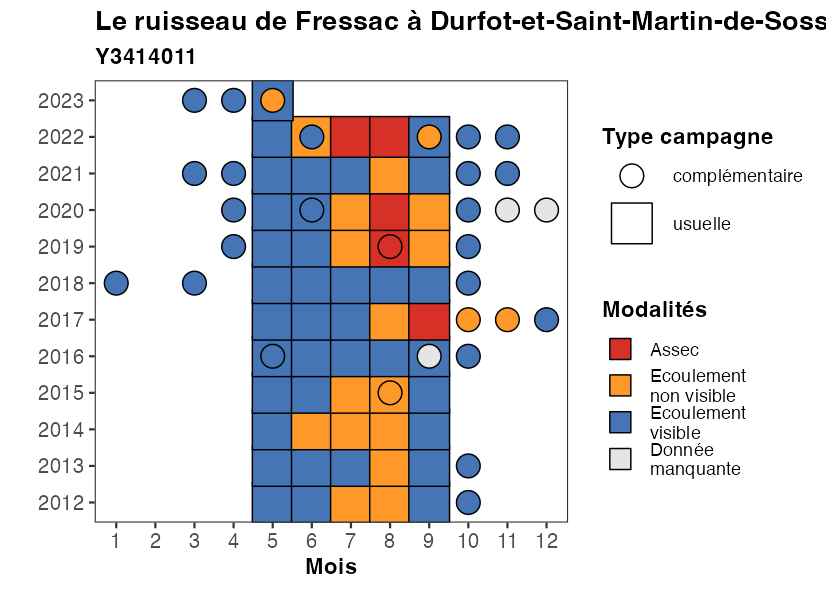 Le ruisseau de Fressac à Durfot-et-Saint-Martin-de-Soss
Y3414011
2023
2022
2021
2020
2019
2018
2017
2016
2015
2014
2013
2012
1 2 3 4 5 6 7 8 9 10 11 12
Mois
Type campagne
complémentaire
usuelle
Modalités
Assec
Ecoulement
non visible
Ecoulement
visible
Donnée
manquante